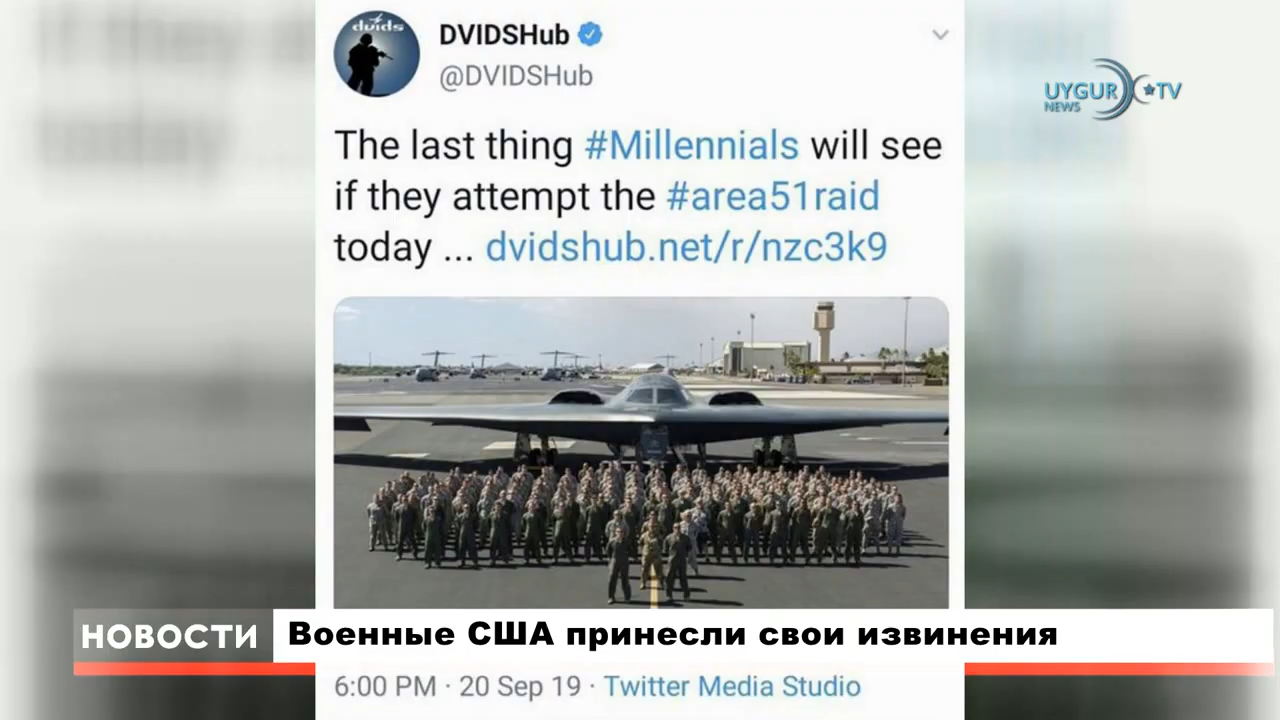 dvids
DVIDSHub
@DVIDSHub
UYGUR TV
NEWS
The last thing #Millennials will see
if they attempt the #area51raid
today ... dvidshub.net/r/nzc3k9
НОВОСТИ
Военные США принесли свои извинения
6:00 PM · 20 Sep 19 · Twitter Media Studio